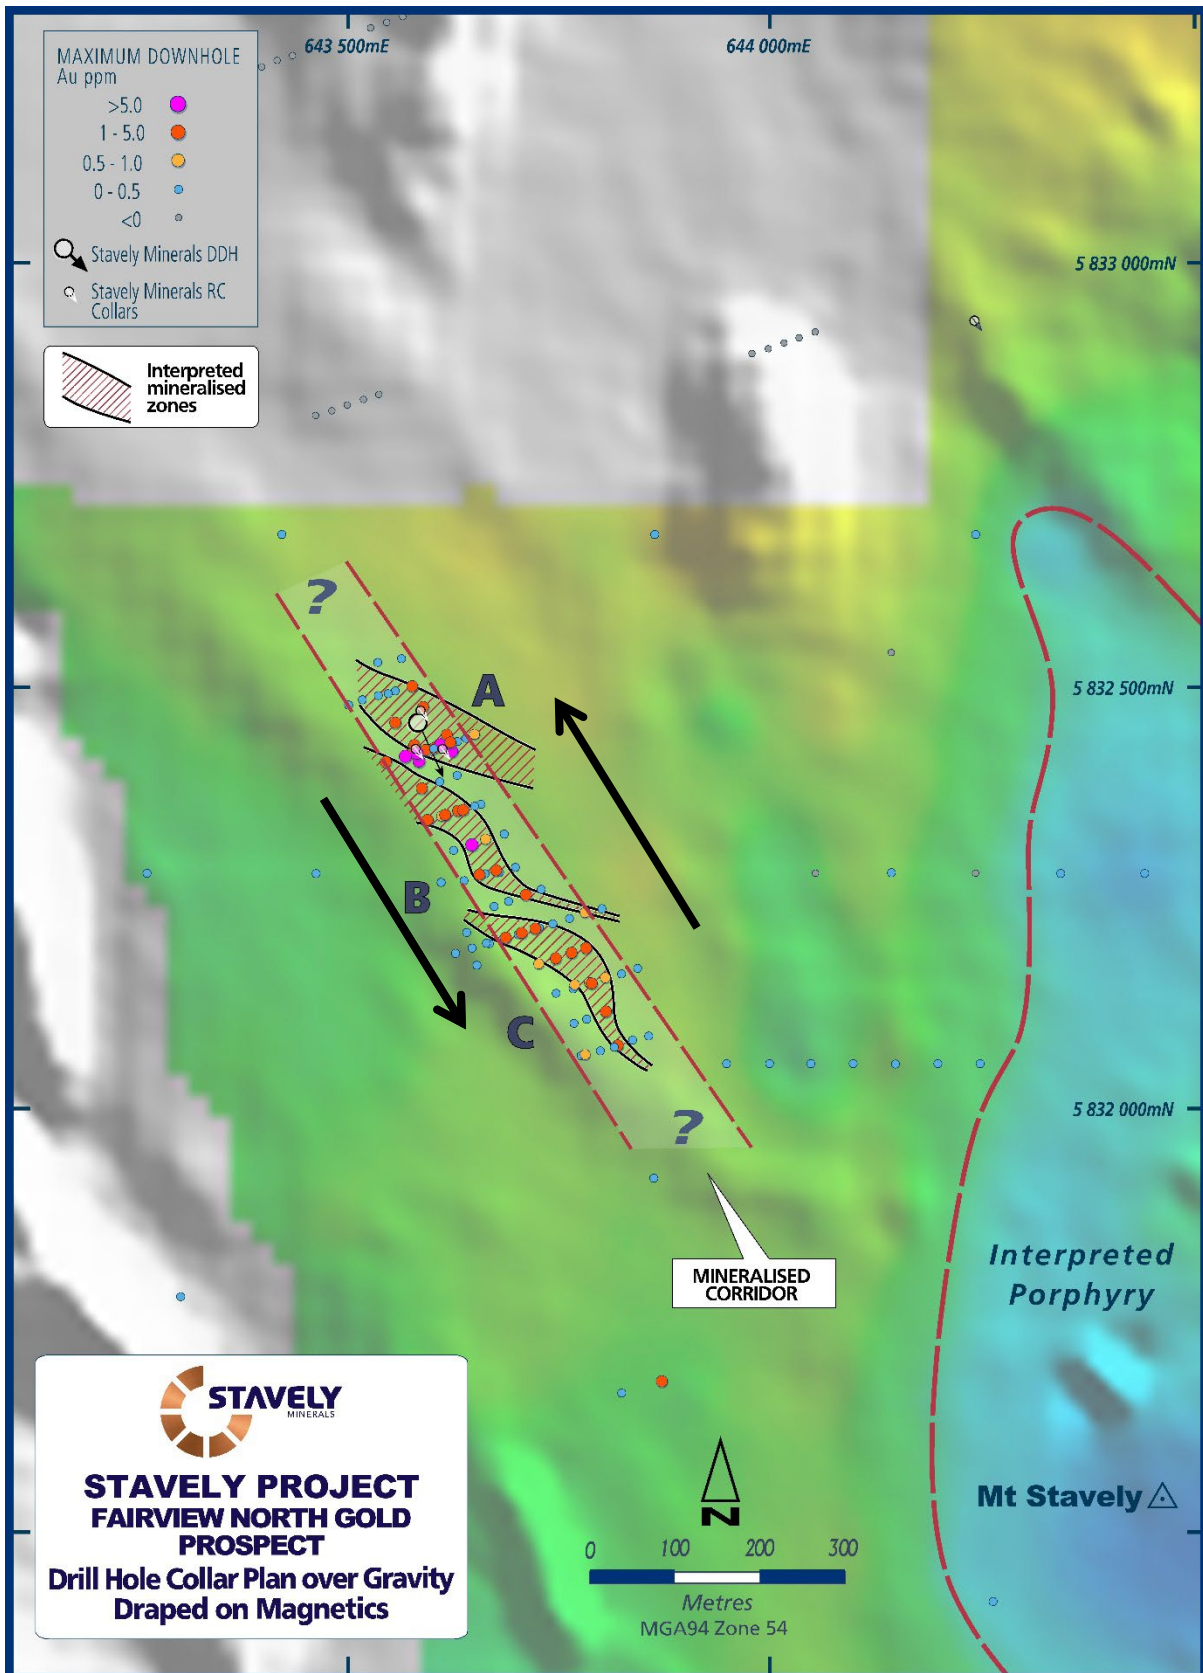 643 500mE
644 000mE
MAXIMUM DOWNHOLE
Au ppm
>5.0
1 - 5.0
0.5 - 1.0
0 - 0.5
<0
Stavely Minerals DDH
Stavely Minerals RC
Collars
Interpreted
mineralised
zones
5 833 000mN
?
A
5 832 500mN
B
C
5 832 000mN
?
MINERALISED
CORRIDOR
Interpreted
Porphyry
Mt Stavely
STAVELY
MINERALS
STAVELY PROJECT
FAIRVIEW NORTH GOLD
PROSPECT
Drill Hole Collar Plan over Gravity
Draped on Magnetics
N
0 100 200 300
Metres
MGA94 Zone 54